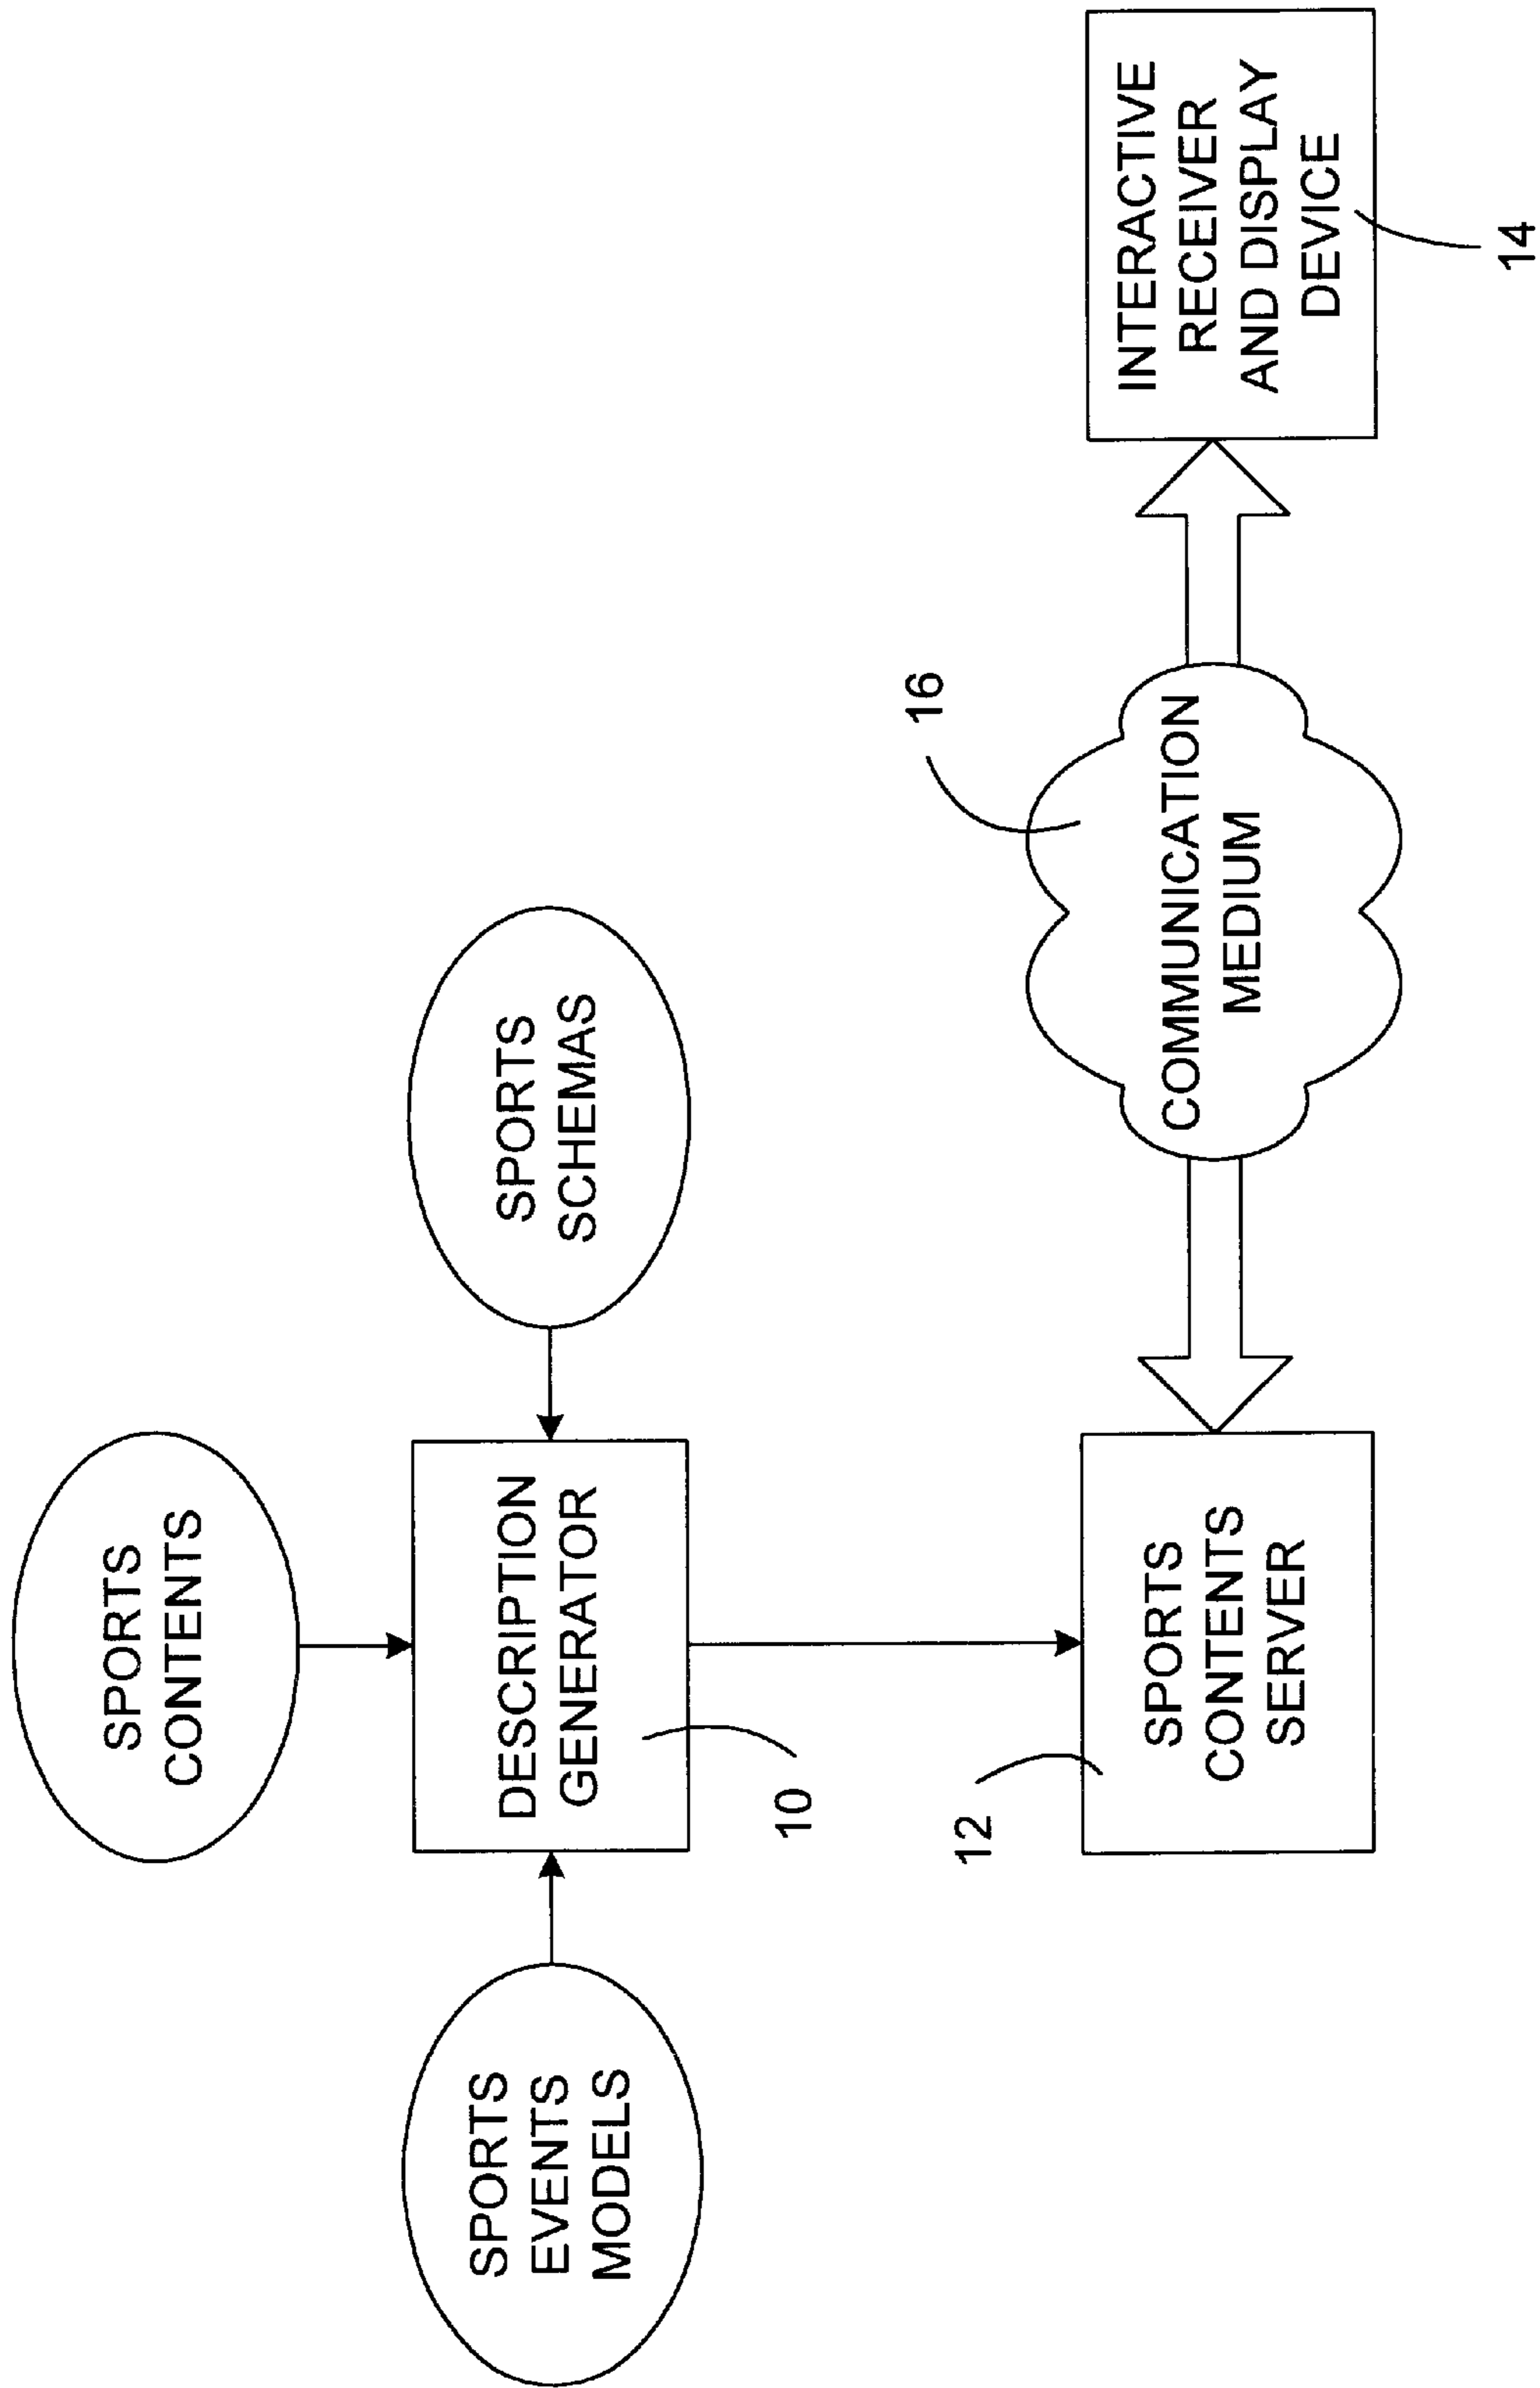 SPORTS
CONTENTS
SPORTS
EVENTS
MODELS
DESCRIPTION
GENERATOR
SPORTS
SCHEMAS
10
12
SPORTS
CONTENTS
SERVER
16
COMMUNICATION
MEDIUM
INTERACTIVE
RECEIVER
AND DISPLAY
DEVICE
14